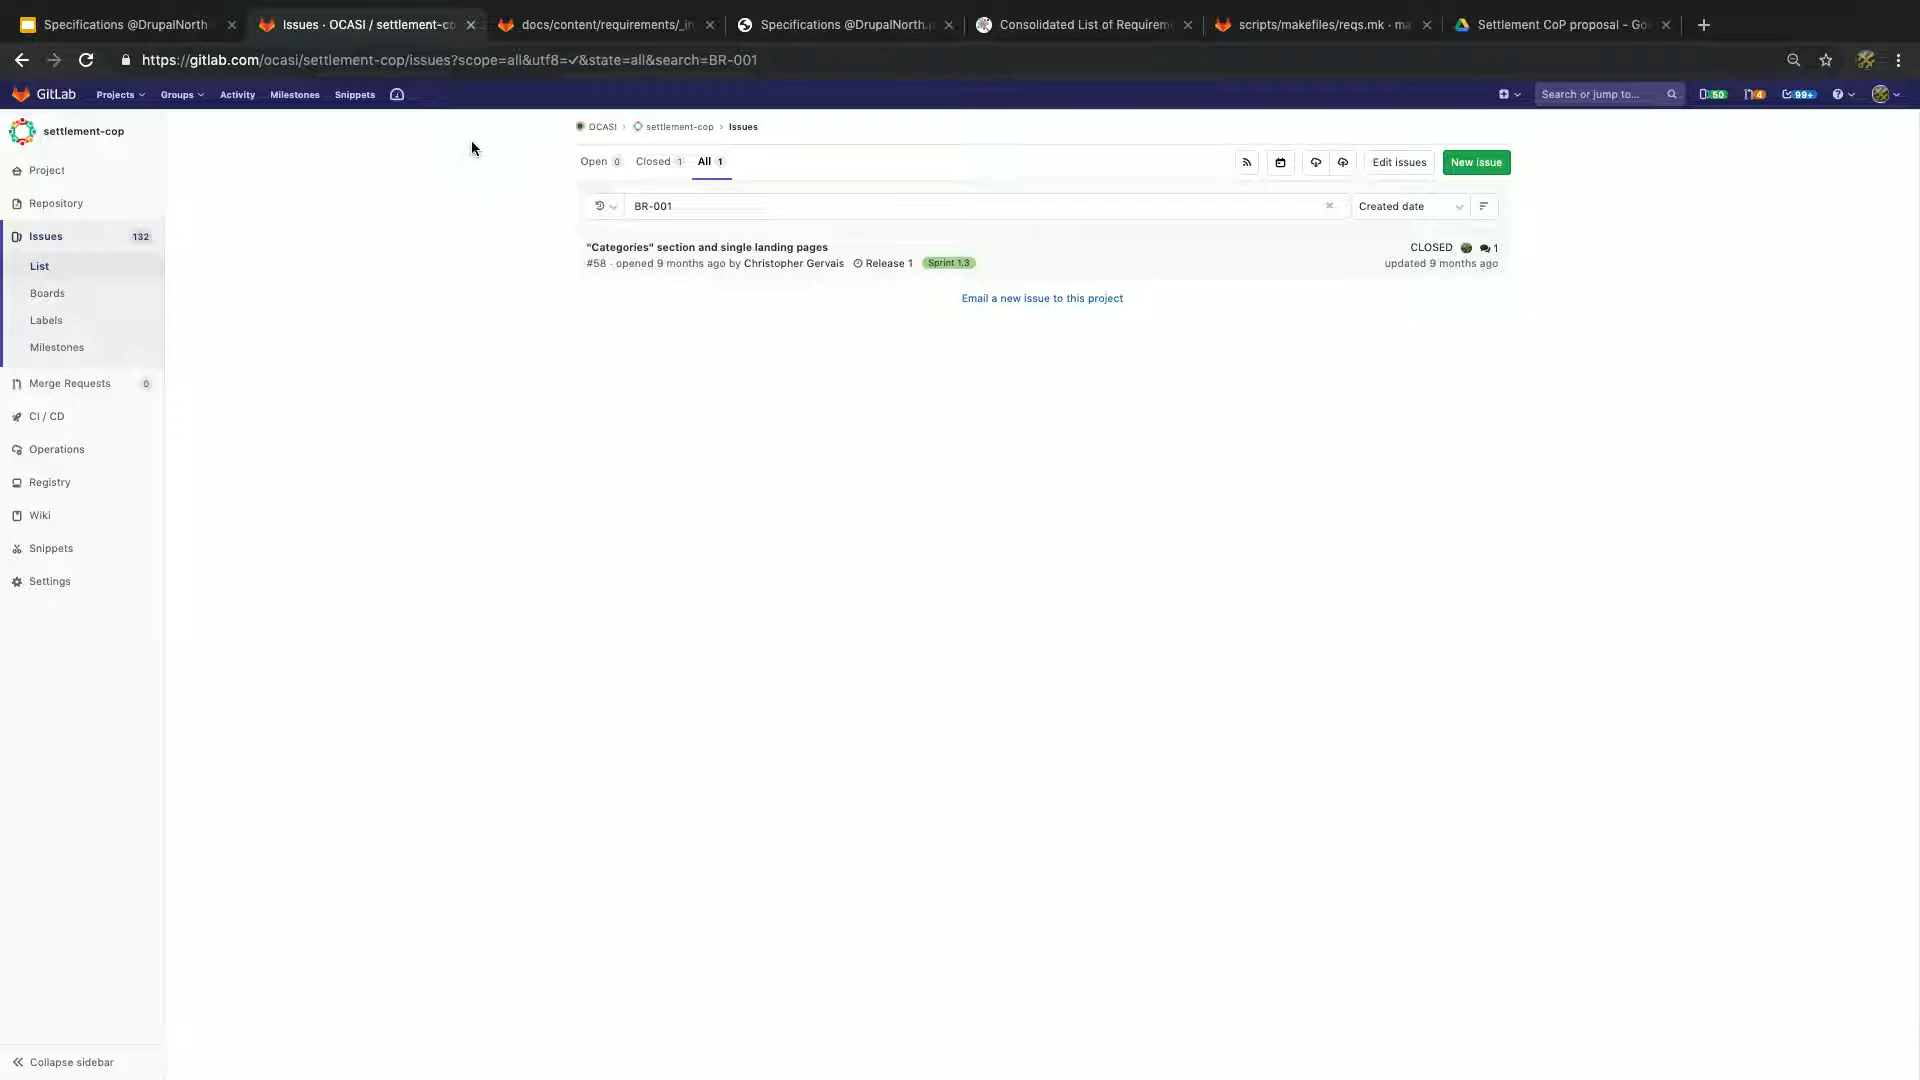 Specifications @DrupalNorth
Issues · OCASI / settlement-co
docs/content/requirements/_in
Specifications @DrupalNorth.
Consolidated List of Requirem
scripts/makefiles/reqs.mk · ma
Settlement CoP proposal – Go
https://gitlab.com/ocasi/settlement-cop/issues?scope=all&utf8=✓&state=all&search=BR-001
GitLab Projects Groups Activity Milestones Snippets
Search or jump to...
50
4
99+
settlement-cop
OCASI › settlement-cop › Issues
Open 0 Closed 1 All 1
Edit issues
New issue
BR-001
Created date
"Categories" section and single landing pages
CLOSED 1
#58 · opened 9 months ago by Christopher Gervais Release 1 Sprint 1.3
updated 9 months ago
Email a new issue to this project
Project
Repository
Issues 132
List
Boards
Labels
Milestones
Merge Requests 0
CI / CD
Operations
Registry
Wiki
Snippets
Settings
Collapse sidebar